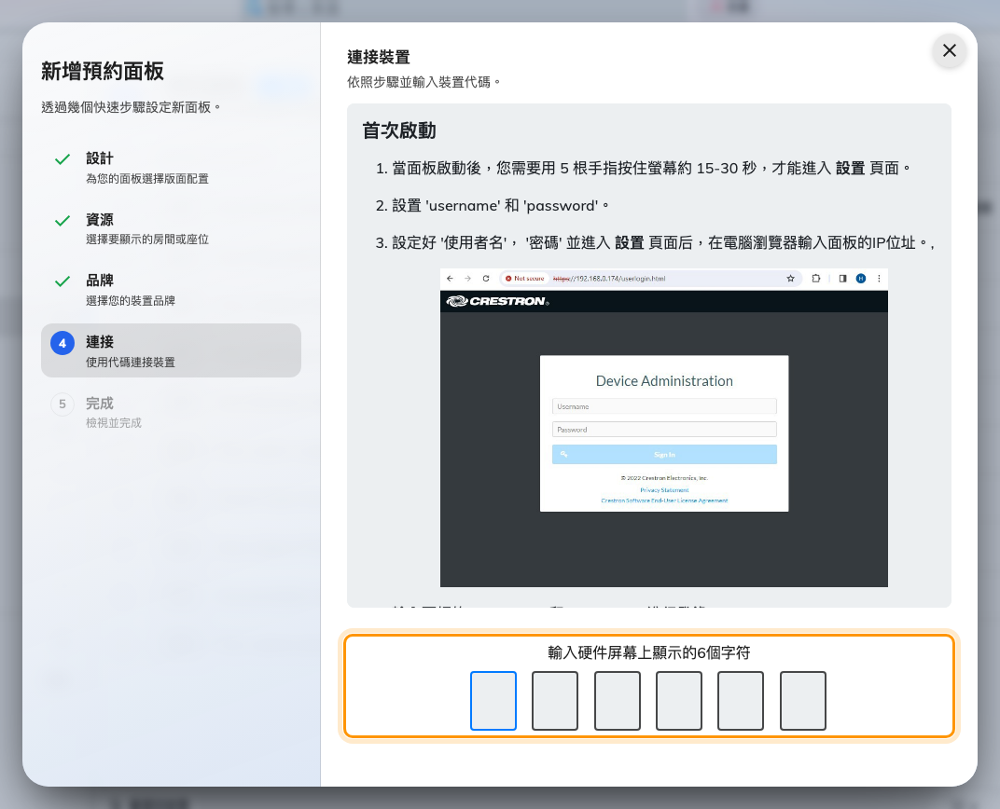 新增預約面板
透過幾個快速步驟設定新面板。
設計
為您的面板選擇版面配置
資源
選擇要顯示的房間或座位
品牌
選擇您的裝置品牌
4 連接
使用代碼連接裝置
5 完成
檢視並完成
連接裝置
依照步驟並輸入裝置代碼。
首次啟動
1. 當面板啟動後，您需要用 5 根手指按住螢幕約 15-30 秒，才能進入 設置 頁面。
2. 設置 'username' 和 'password'。
3. 設定好 '使用者名'， '密碼' 並進入 設置 頁面后，在電腦瀏覽器輸入面板的IP位址。,
Not secure https://192.168.0.174/userlogin.html H
CRESTRON
Device Administration
Username
Password
Sign In
© 2022 Crestron Electronics, Inc.
Privacy Statement
Crestron Software End-User License Agreement
輸入硬件屏幕上顯示的6個字符